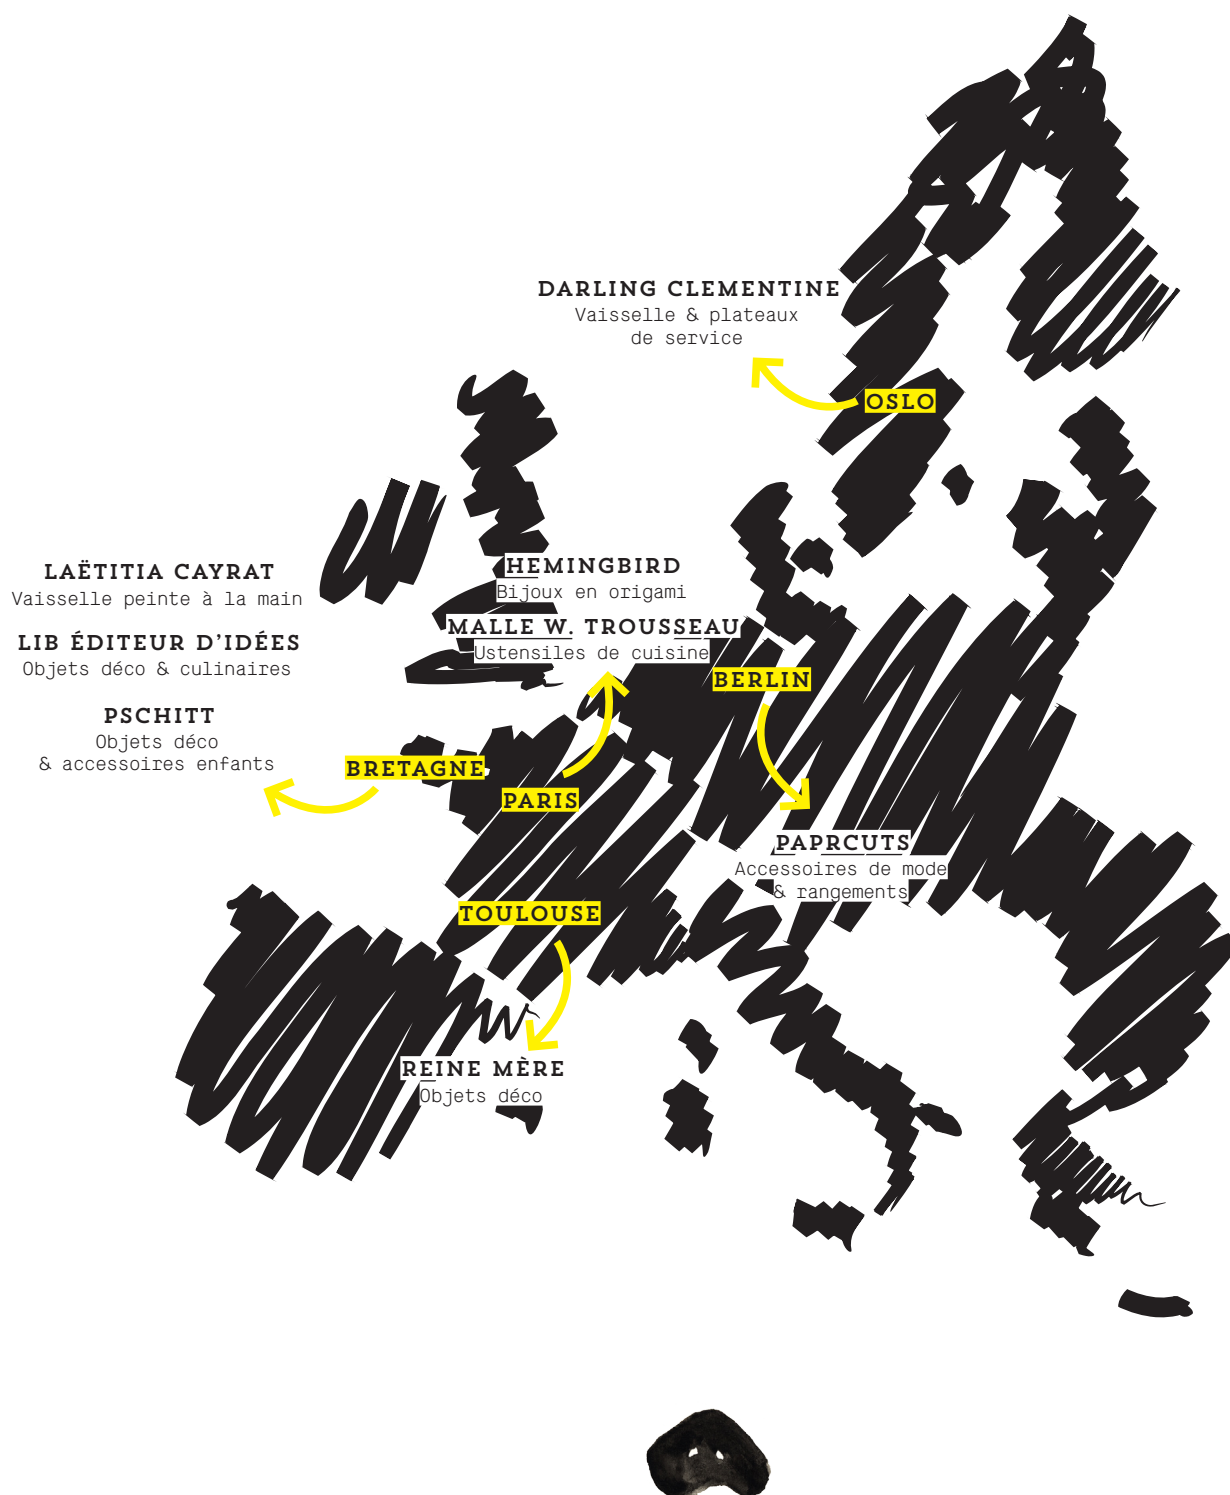 DARLING CLEMENTINE
Vaisselle & plateaux
de service
OSLO
LAËTITIA CAYRAT
Vaisselle peinte à la main
LIB ÉDITEUR D’IDÉES
Objets déco & culinaires
PSCHITT
Objets déco
& accessoires enfants
BRETAGNE
HEMINGBIRD
Bijoux en origami
MALLE W. TROUSSEAU
Ustensiles de cuisine
PARIS
BERLIN
PAPRCUTS
Accessoires de mode
& rangements
TOULOUSE
REINE MÈRE
Objets déco